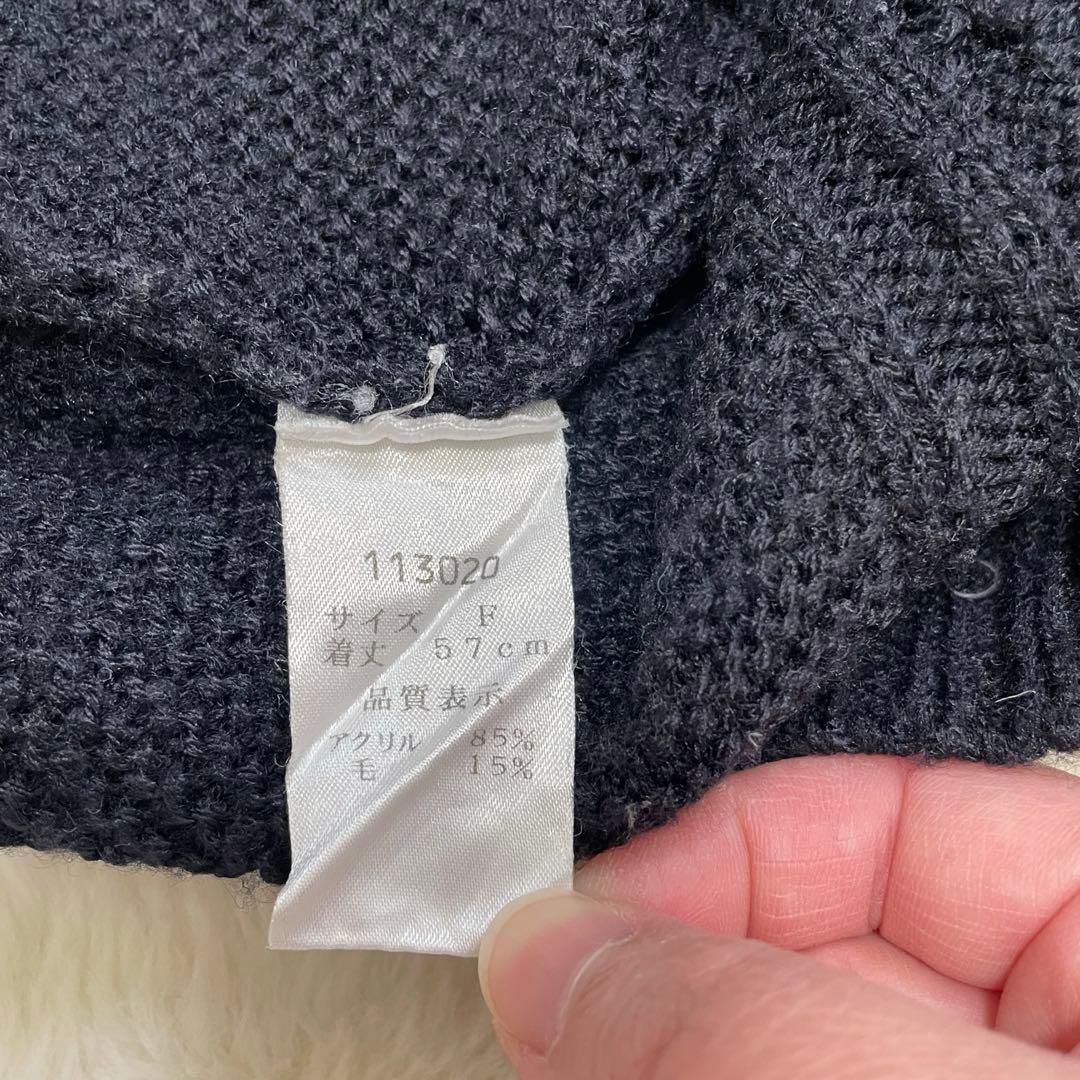 113020
サイズ F
着丈 57cm
品質表示
アクリル 85%
毛 15%